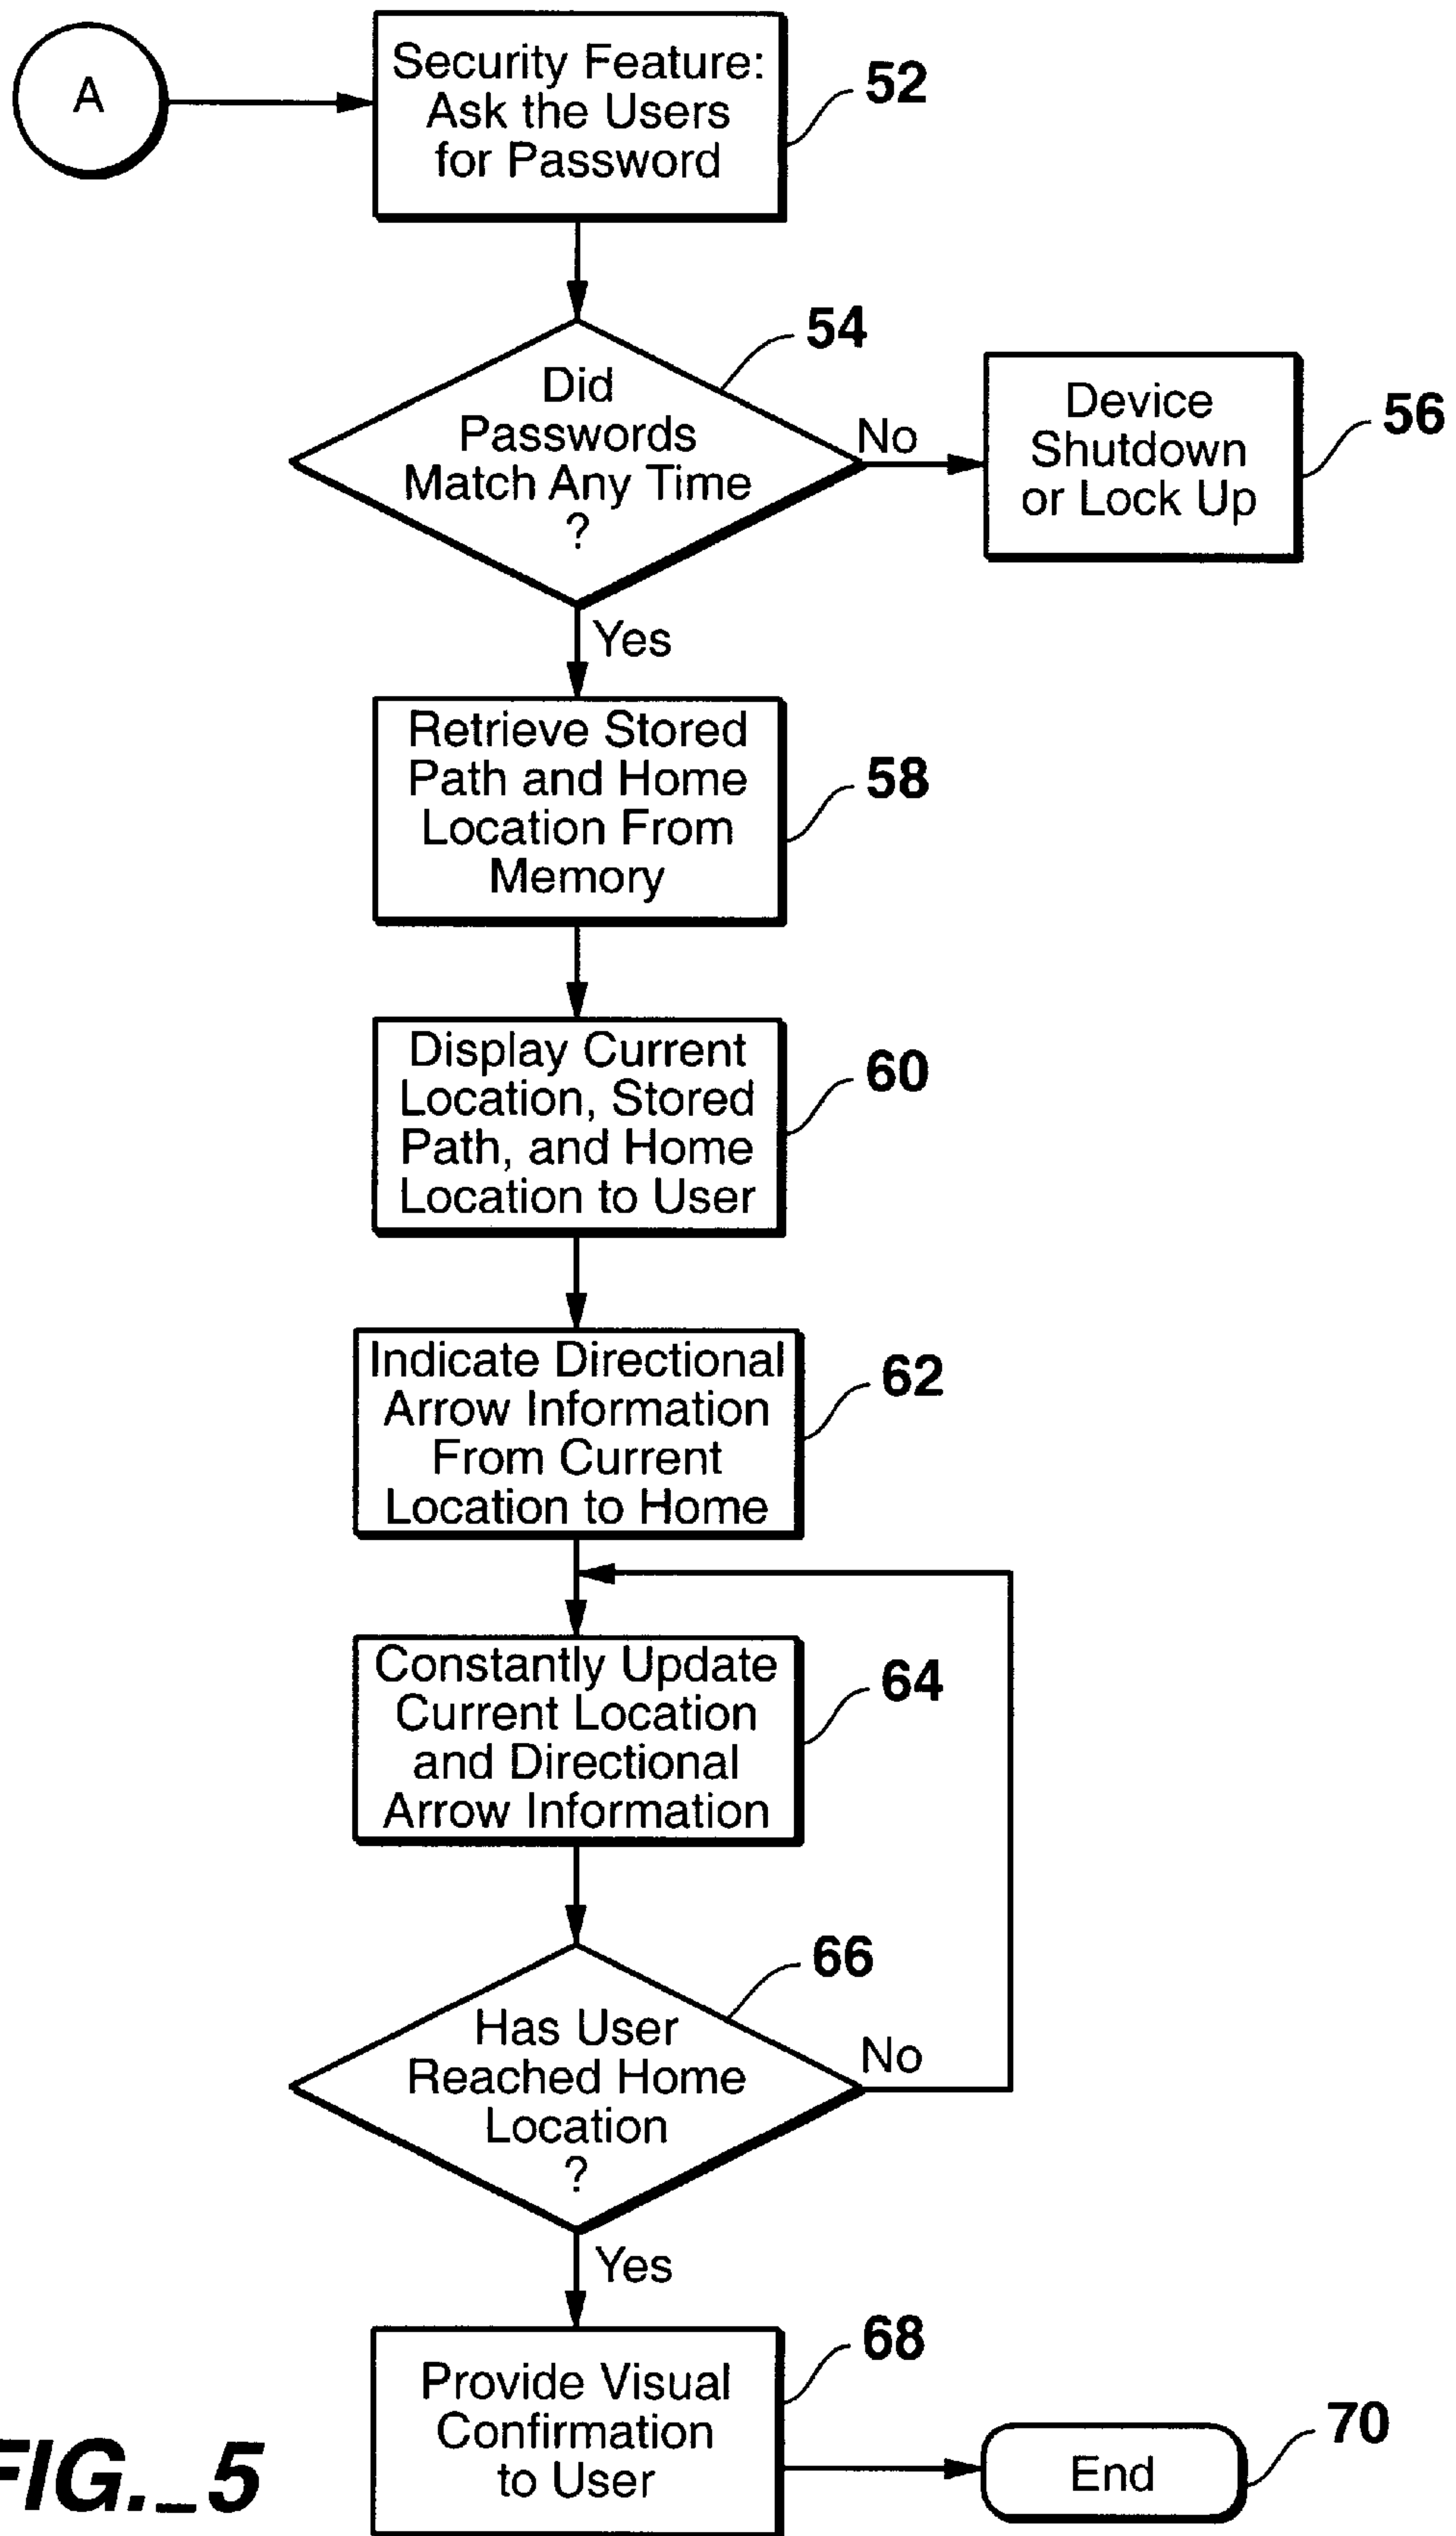 A
Security Feature:
Ask the Users
for Password
52
Did
Passwords
Match Any Time
?
54
No
Device
Shutdown
or Lock Up
56
Yes
Retrieve Stored
Path and Home
Location From
Memory
58
Display Current
Location, Stored
Path, and Home
Location to User
60
Indicate Directional
Arrow Information
From Current
Location to Home
62
Constantly Update
Current Location
and Directional
Arrow Information
64
Has User
Reached Home
Location
?
66
No
Yes
Provide Visual
Confirmation
to User
68
End
70
FIG._5